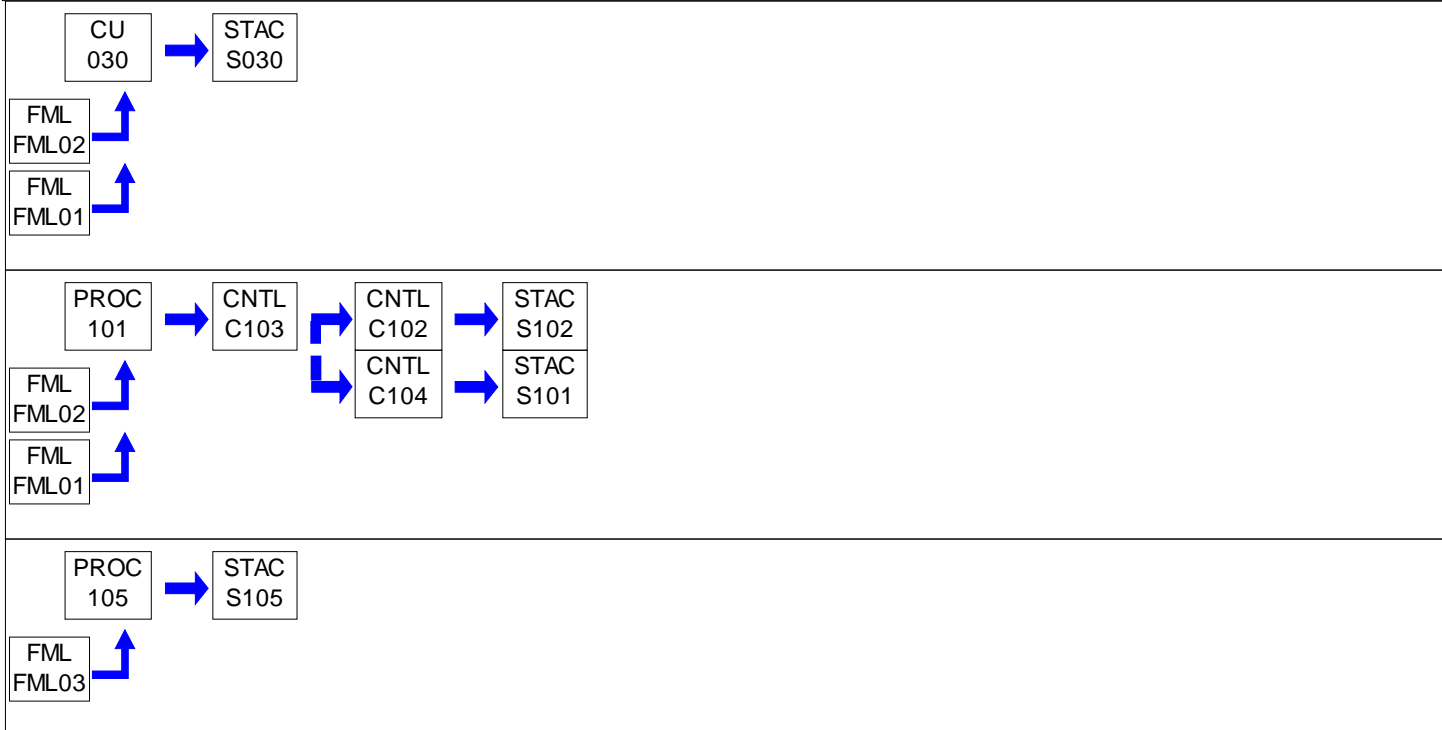 CU
030
STAC
S030
FML
FML02
FML
FML01
PROC
101
CNTL
C103
CNTL
C102
STAC
S102
CNTL
C104
STAC
S101
FML
FML02
FML
FML01
PROC
105
STAC
S105
FML
FML03